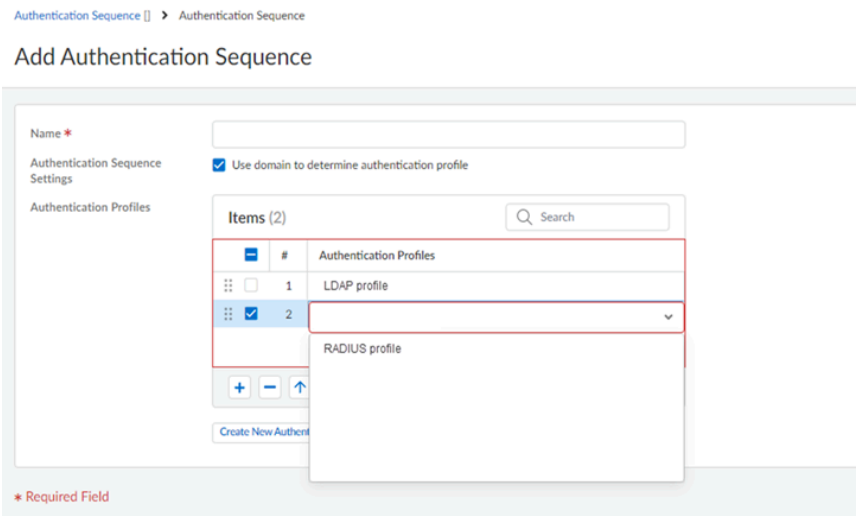 Authentication Sequence [] > Authentication Sequence
Add Authentication Sequence
Name *
Authentication Sequence
Settings
Use domain to determine authentication profile
Authentication Profiles
Items (2)
Search
# Authentication Profiles
1 LDAP profile
2
RADIUS profile
Create New Authent
* Required Field